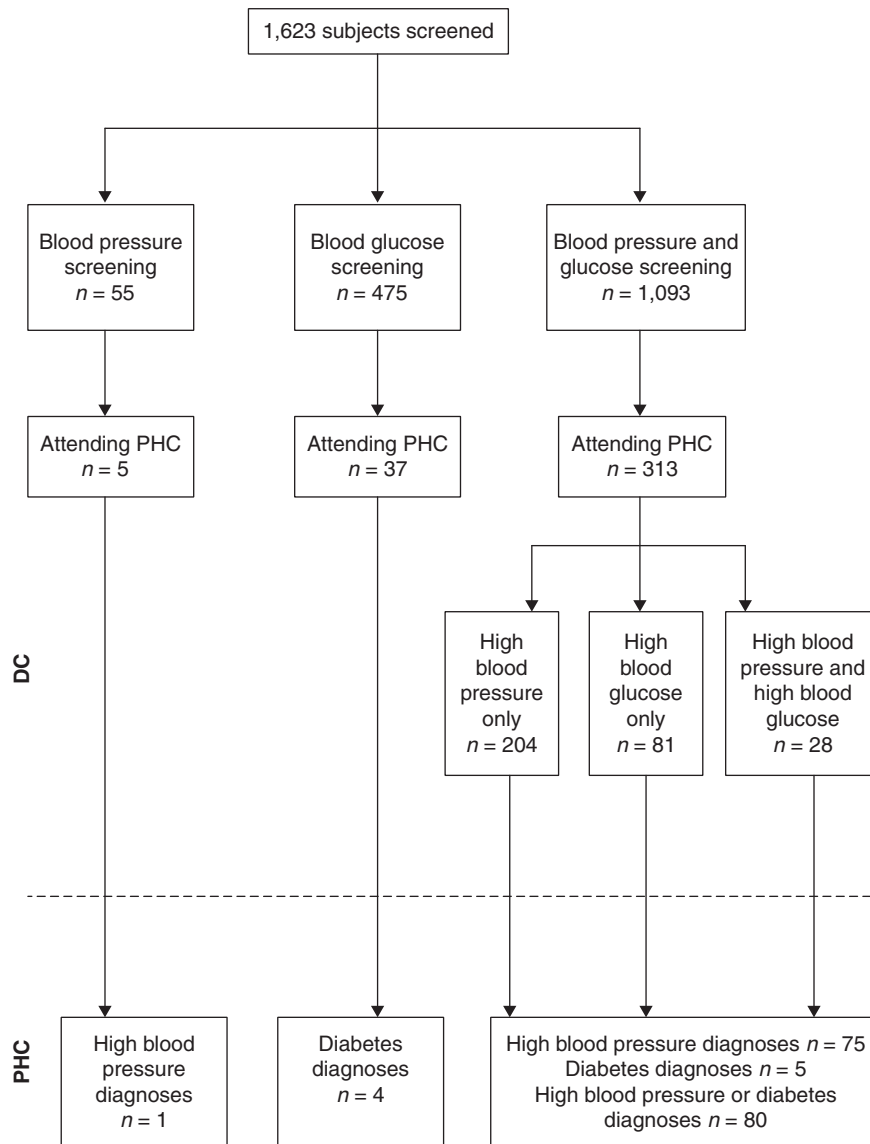 1,623 subjects screened
Blood pressure
screening
n = 55
Blood glucose
screening
n = 475
Blood pressure and
glucose screening
n = 1,093
Attending PHC
n = 5
Attending PHC
n = 37
Attending PHC
n = 313
DC
High
blood
pressure
only
n = 204
High
blood
glucose
only
n = 81
High blood
pressure and
high blood
glucose
n = 28
PHC
High blood
pressure
diagnoses
n = 1
Diabetes
diagnoses
n = 4
High blood pressure diagnoses n = 75
Diabetes diagnoses n = 5
High blood pressure or diabetes
diagnoses n = 80